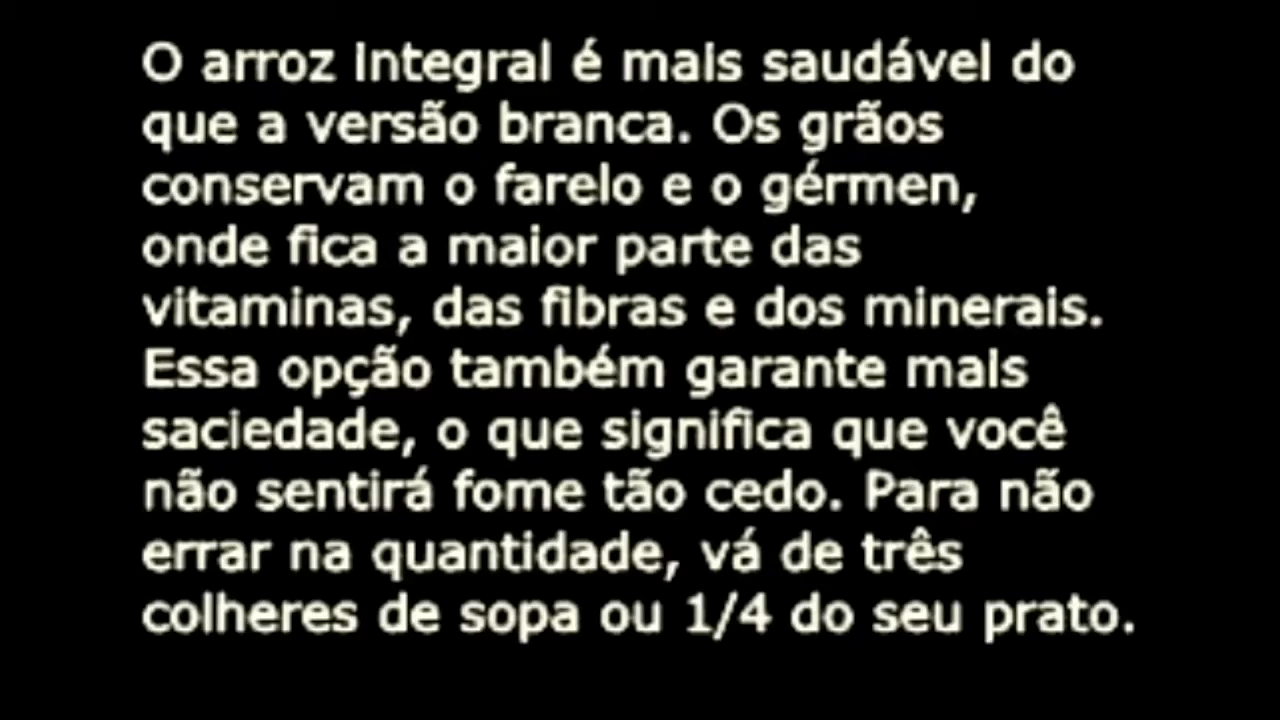 O arroz integral é mais saudável do
que a versão branca. Os grãos
conservam o farelo e o gérmen,
onde fica a maior parte das
vitaminas, das fibras e dos minerais.
Essa opção também garante mais
saciedade, o que significa que você
não sentirá fome tão cedo. Para não
errar na quantidade, vá de três
colheres de sopa ou 1/4 do seu prato.